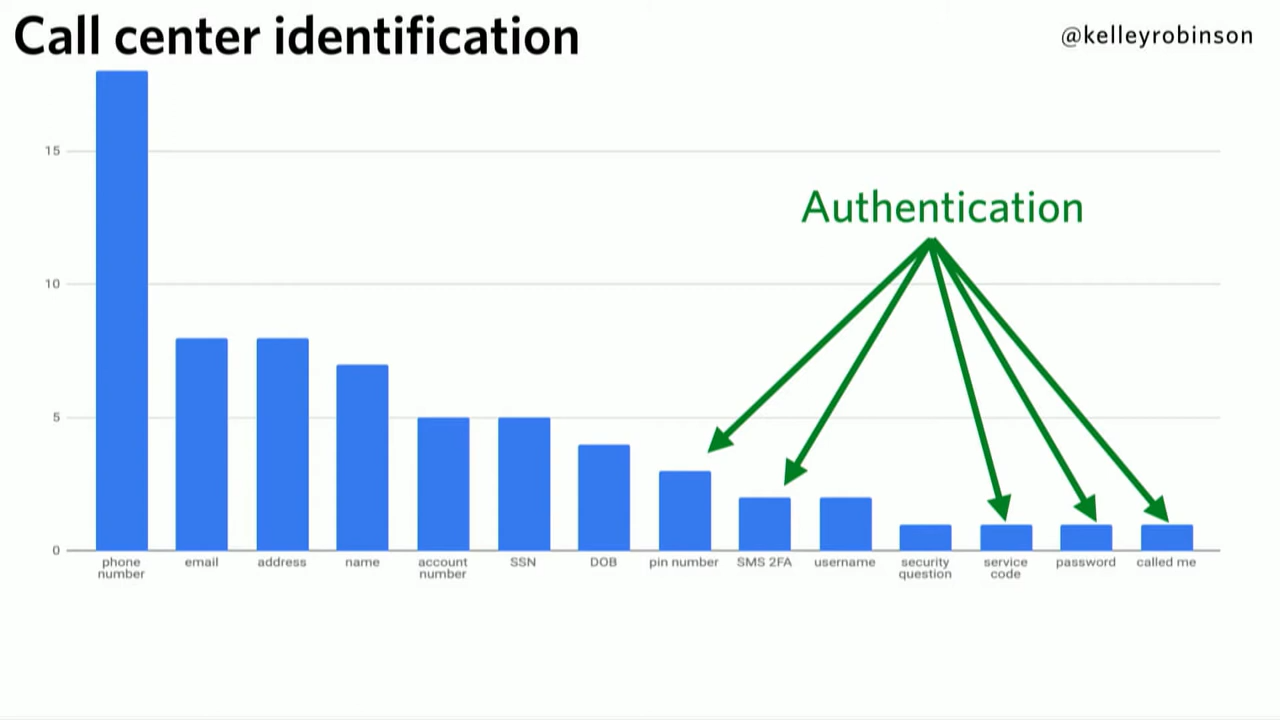 Call center identification
@kelleyrobinson
15
10
5
0
Authentication
phone
number
email
address
name
account
number
SSN
DOB
pin number
SMS 2FA
username
security
question
service
code
password
called me